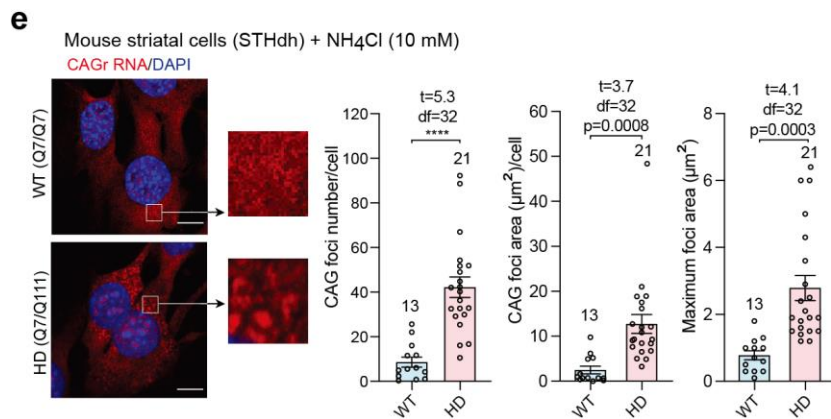 e
Mouse striatal cells (STHdh) + NH4Cl (10 mM)
CAGr RNA/DAPI
WT (Q7/Q7)
HD (Q7/Q111)
CAG foci number/cell
120
100
80
60
40
20
0
t=5.3
df=32
****
21
13
WT
HD
CAG foci area (µm²)/cell
60
50
40
30
20
10
0
t=3.7
df=32
p=0.0008
21
13
WT
HD
Maximum foci area (µm²)
8
6
4
2
0
t=4.1
df=32
p=0.0003
21
13
WT
HD